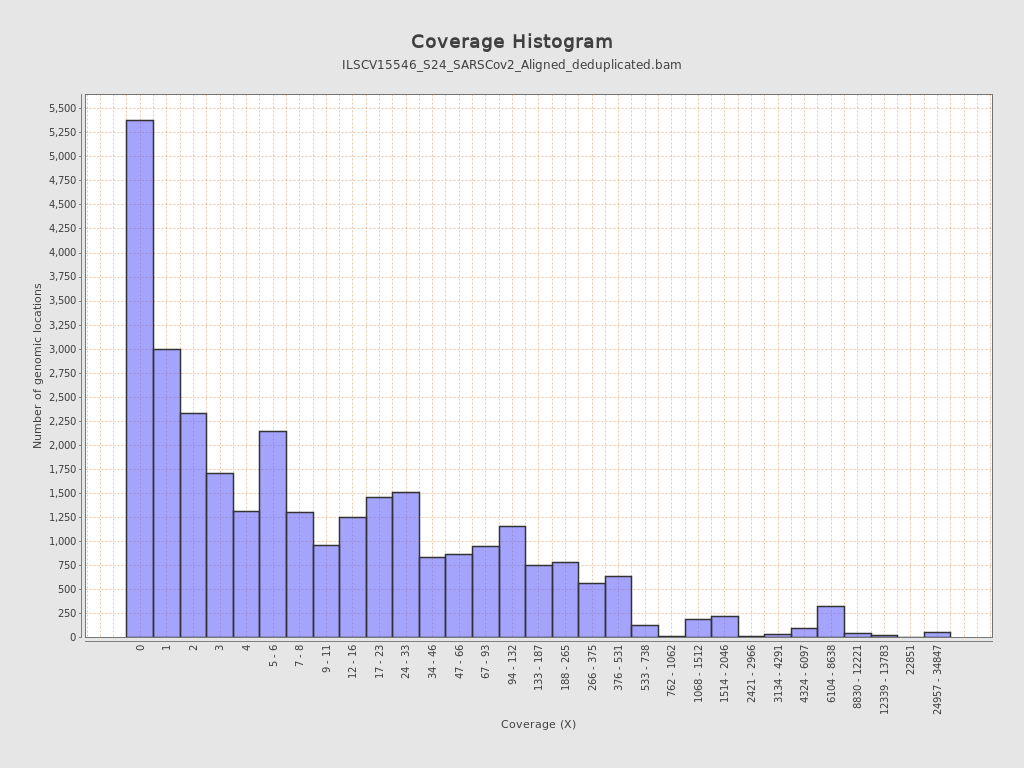 Coverage Histogram
ILSCV15546_S24_SARSCov2_Aligned_deduplicated.bam
Number of genomic locations
5,500
5,250
5,000
4,750
4,500
4,250
4,000
3,750
3,500
3,250
3,000
2,750
2,500
2,250
2,000
1,750
1,500
1,250
1,000
750
500
250
0
0
1
2
3
4
5 - 6
7 - 8
9 - 11
12 - 16
17 - 23
24 - 33
34 - 46
47 - 66
67 - 93
94 - 132
133 - 187
188 - 265
266 - 375
376 - 531
533 - 738
762 - 1062
1068 - 1512
1514 - 2046
2421 - 2966
3134 - 4291
4324 - 6097
6104 - 8638
8830 - 12221
12339 - 13783
22851
24957 - 34847
Coverage (X)